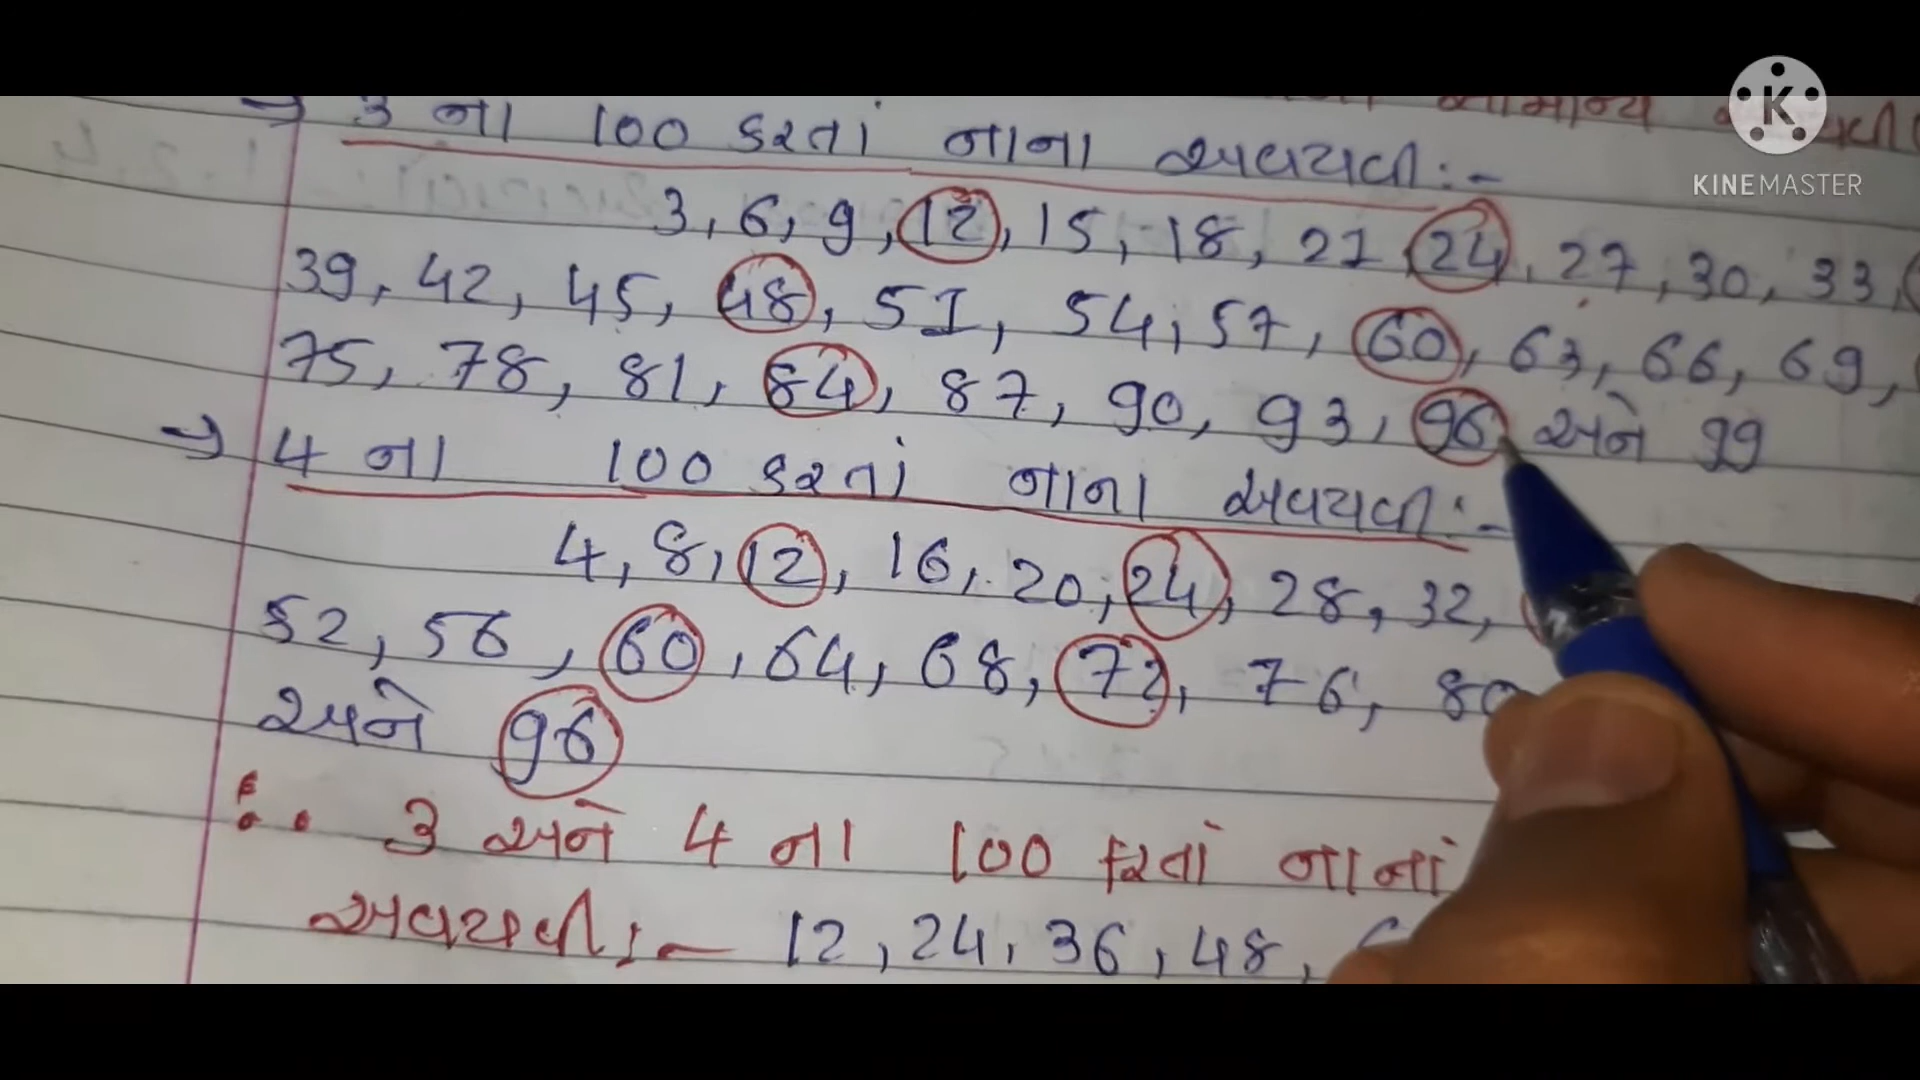 સામાન્ય
→ 3 ના 100 કરતાં નાના અવયવી:-
3, 6, 9, 12, 15, 18, 21 24, 27, 30, 33,
39, 42, 45, 48, 51, 54, 57, 60, 63, 66, 69,
75, 78, 81, 84, 87, 90, 93, 96 અને 99
→ 4 ના 100 કરતાં નાના અવયવી:-
4, 8, 12, 16, 20, 24, 28, 32,
52, 56, 60, 64, 68, 72, 76, 80
અને 96
∴ 3 અને 4 ના 100 કરતાં નાનાં
અવયવી:- 12, 24, 36, 48,
K
KINEMASTER